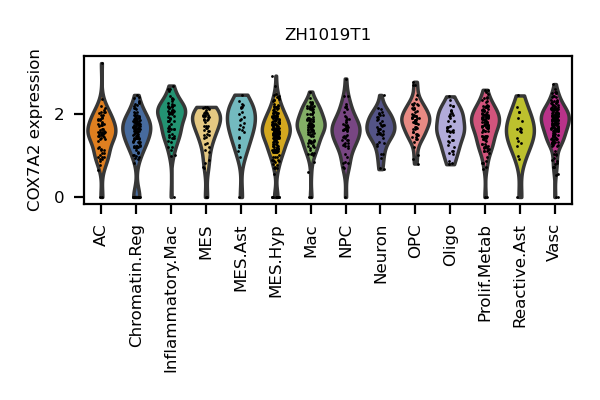 ZH1019T1
COX7A2 expression
2
0
AC
Chromatin.Reg
Inflammatory.Mac
MES
MES.Ast
MES.Hyp
Mac
NPC
Neuron
OPC
Oligo
Prolif.Metab
Reactive.Ast
Vasc